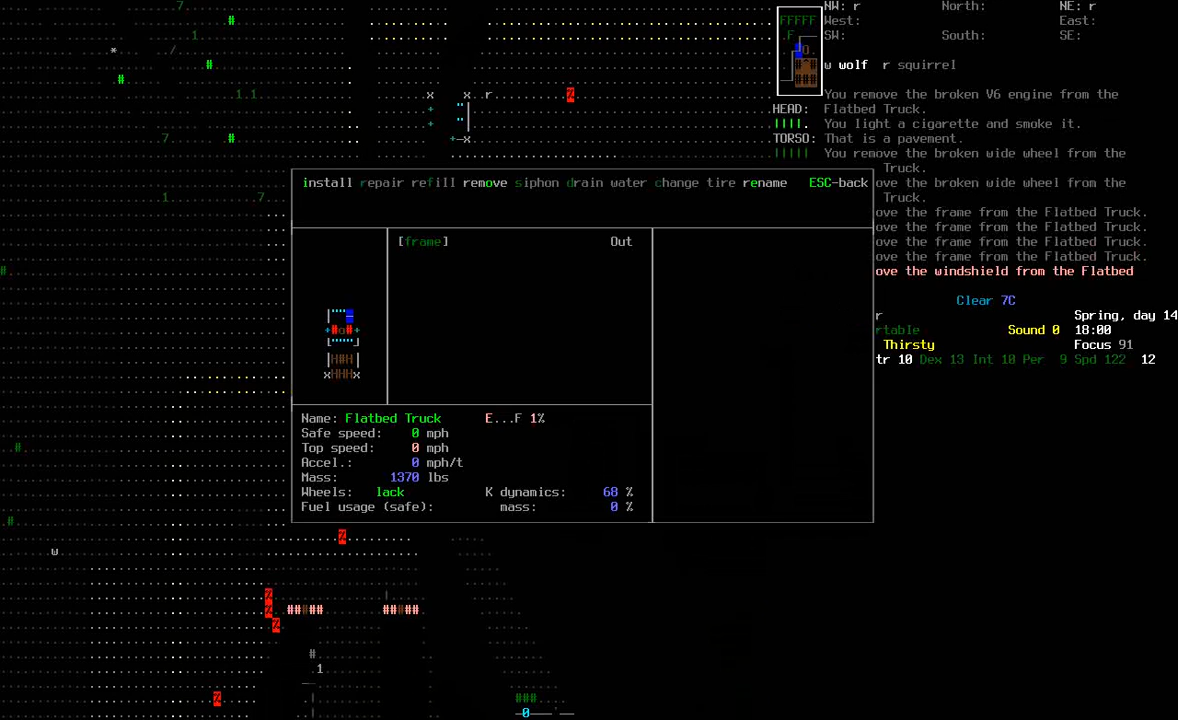 NW: r North: NE: r
West: East:
SW: South: SE:
w wolf r squirrel
You remove the broken V6 engine from the
HEAD: Flatbed Truck.
You light a cigarette and smoke it.
TORSO: That is a pavement.
You remove the broken wide wheel from the
Truck.
ove the broken wide wheel from the
Truck.
ove the frame from the Flatbed Truck.
ove the frame from the Flatbed Truck.
ove the frame from the Flatbed Truck.
ove the frame from the Flatbed Truck.
ove the windshield from the Flatbed
Clear 7C
r Spring, day 14
rtable Sound 0 18:00
Thirsty Focus 91
tr 10 Dex 13 Int 10 Per 9 Spd 122 12
install repair refill remove siphon drain water change tire rename ESC-back
[frame] Out
Name: Flatbed Truck E...F 1%
Safe speed: 0 mph
Top speed: 0 mph
Accel.: 0 mph/t
Mass: 1370 lbs
Wheels: lack K dynamics: 68 %
Fuel usage (safe): mass: 0 %